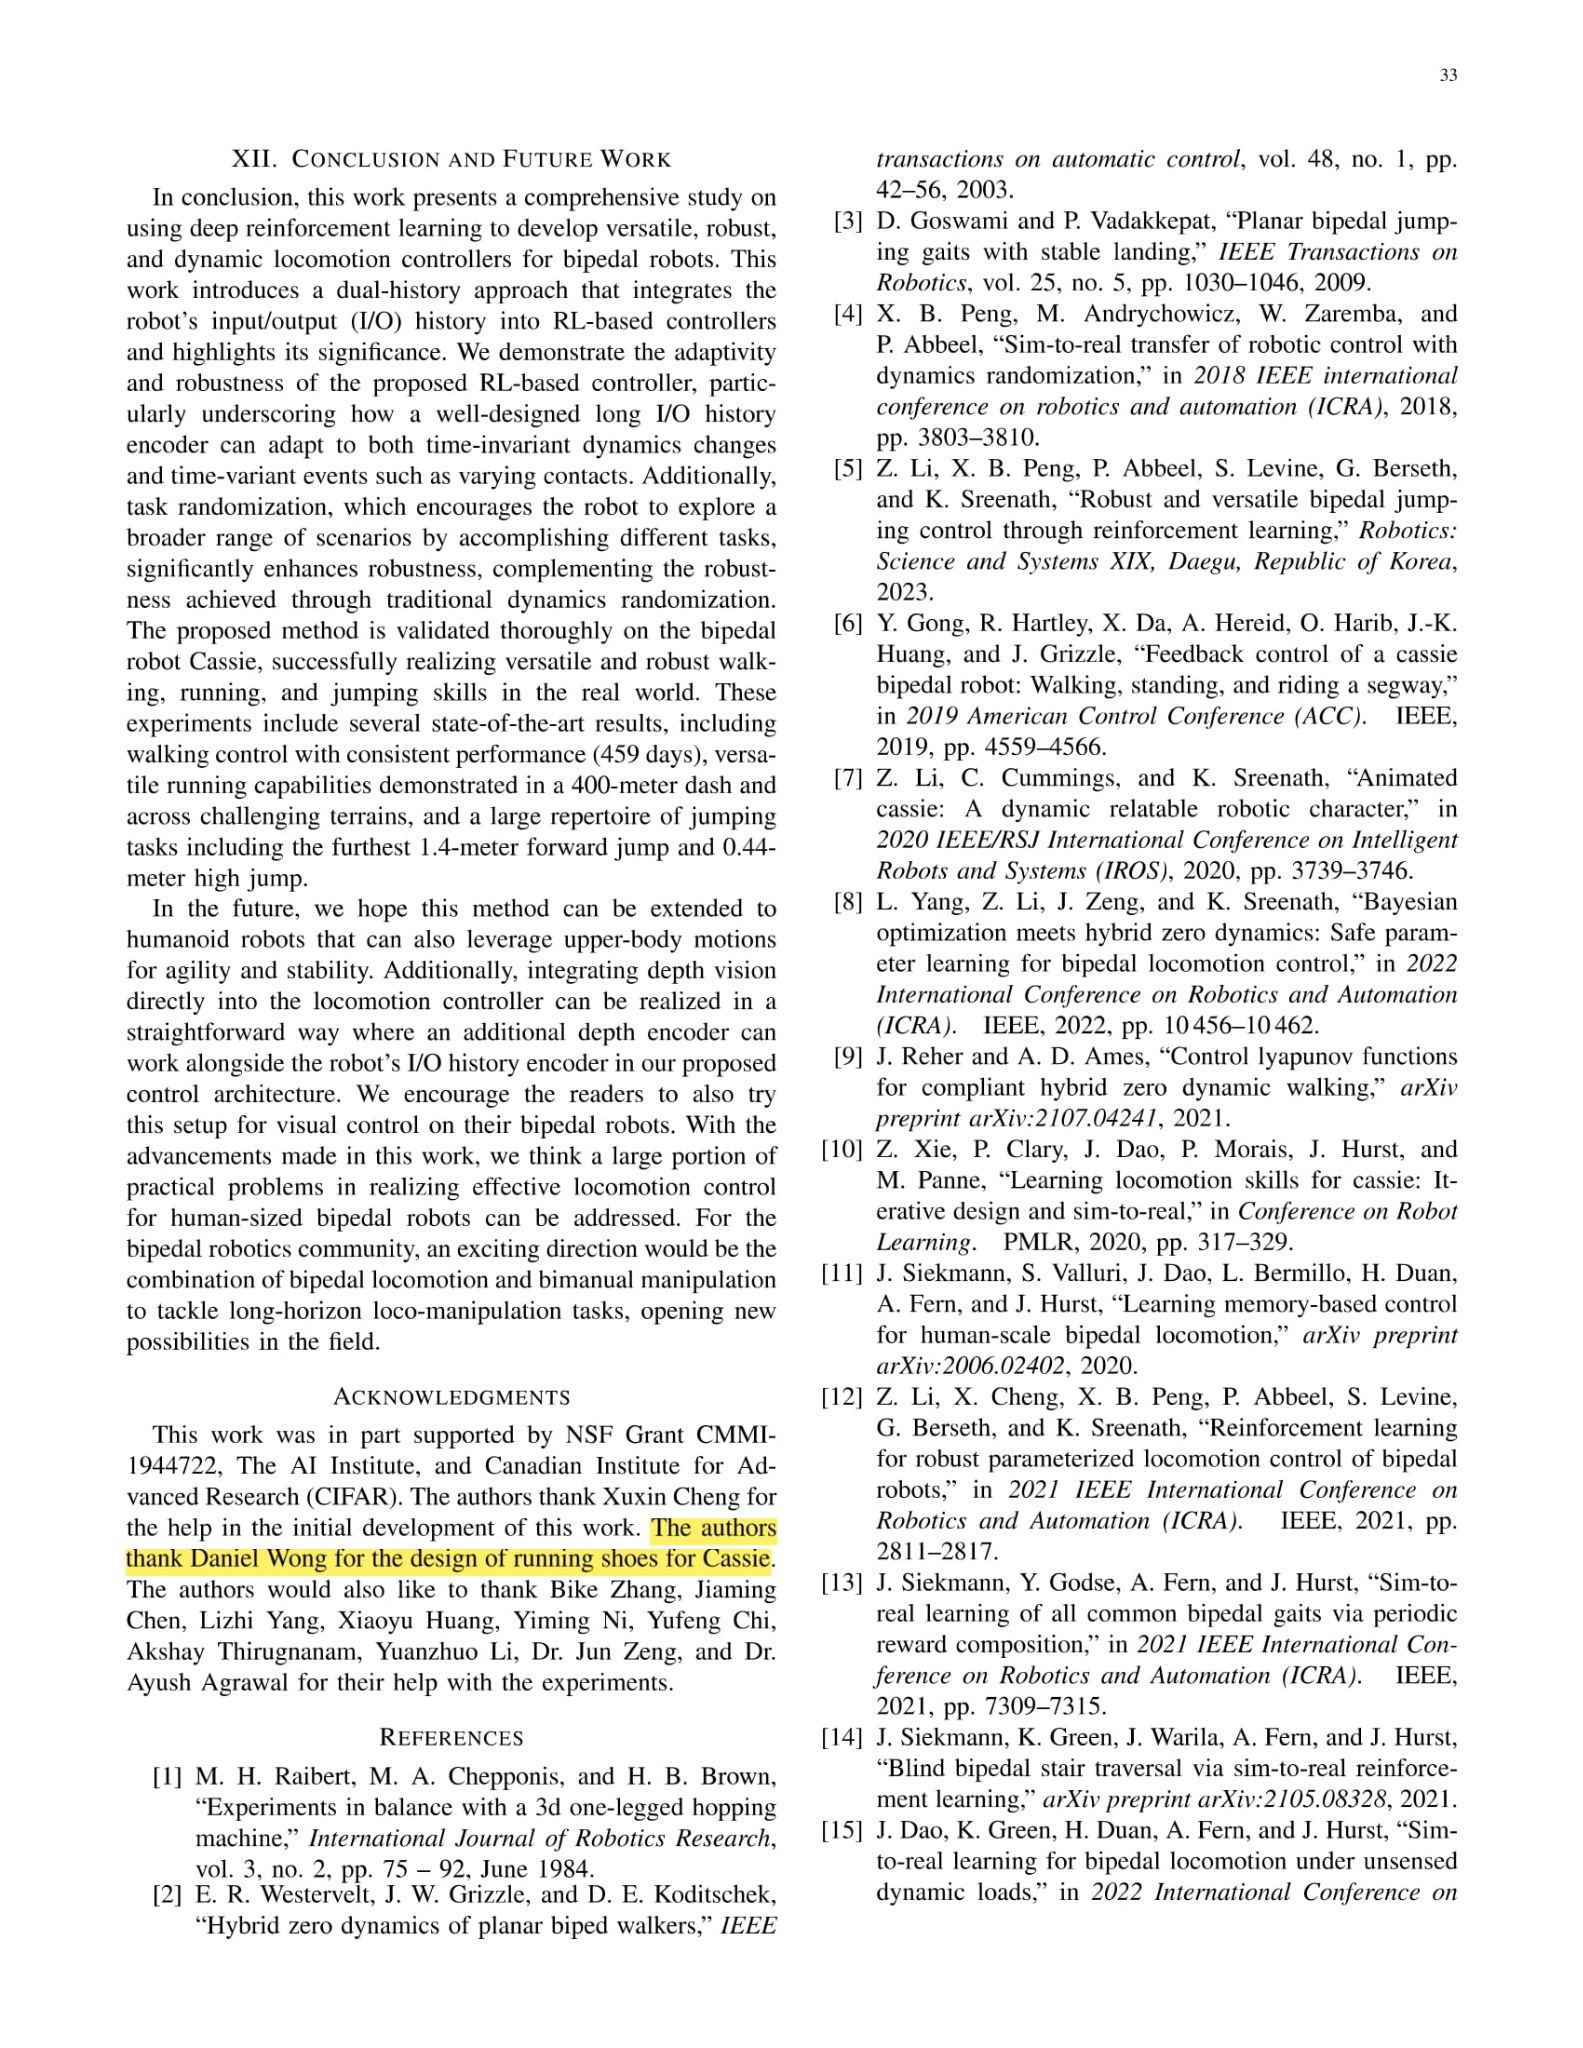 33
XII. CONCLUSION AND FUTURE WORK
In conclusion, this work presents a comprehensive study on
using deep reinforcement learning to develop versatile, robust,
and dynamic locomotion controllers for bipedal robots. This
work introduces a dual-history approach that integrates the
robot's input/output (I/O) history into RL-based controllers
and highlights its significance. We demonstrate the adaptivity
and robustness of the proposed RL-based controller, partic-
ularly underscoring how a well-designed long I/O history
encoder can adapt to both time-invariant dynamics changes
and time-variant events such as varying contacts. Additionally,
task randomization, which encourages the robot to explore a
broader range of scenarios by accomplishing different tasks,
significantly enhances robustness, complementing the robust-
ness achieved through traditional dynamics randomization.
The proposed method is validated thoroughly on the bipedal
robot Cassie, successfully realizing versatile and robust walk-
ing, running, and jumping skills in the real world. These
experiments include several state-of-the-art results, including
walking control with consistent performance (459 days), versa-
tile running capabilities demonstrated in a 400-meter dash and
across challenging terrains, and a large repertoire of jumping
tasks including the furthest 1.4-meter forward jump and 0.44-
meter high jump.
In the future, we hope this method can be extended to
humanoid robots that can also leverage upper-body motions
for agility and stability. Additionally, integrating depth vision
directly into the locomotion controller can be realized in a
straightforward way where an additional depth encoder can
work alongside the robot's I/O history encoder in our proposed
control architecture. We encourage the readers to also try
this setup for visual control on their bipedal robots. With the
advancements made in this work, we think a large portion of
practical problems in realizing effective locomotion control
for human-sized bipedal robots can be addressed. For the
bipedal robotics community, an exciting direction would be the
combination of bipedal locomotion and bimanual manipulation
to tackle long-horizon loco-manipulation tasks, opening new
possibilities in the field.
ACKNOWLEDGMENTS
This work was in part supported by NSF Grant CMMI-
1944722, The AI Institute, and Canadian Institute for Ad-
vanced Research (CIFAR). The authors thank Xuxin Cheng for
the help in the initial development of this work. The authors
thank Daniel Wong for the design of running shoes for Cassie.
The authors would also like to thank Bike Zhang, Jiaming
Chen, Lizhi Yang, Xiaoyu Huang, Yiming Ni, Yufeng Chi,
Akshay Thirugnanam, Yuanzhuo Li, Dr. Jun Zeng, and Dr.
Ayush Agrawal for their help with the experiments.
REFERENCES
[1] M. H. Raibert, M. A. Chepponis, and H. B. Brown,
“Experiments in balance with a 3d one-legged hopping
machine,” International Journal of Robotics Research,
vol. 3, no. 2, pp. 75 – 92, June 1984.
[2] E. R. Westervelt, J. W. Grizzle, and D. E. Koditschek,
“Hybrid zero dynamics of planar biped walkers,” IEEE
transactions on automatic control, vol. 48, no. 1, pp.
42–56, 2003.
[3] D. Goswami and P. Vadakkepat, “Planar bipedal jump-
ing gaits with stable landing,” IEEE Transactions on
Robotics, vol. 25, no. 5, pp. 1030–1046, 2009.
[4] X. B. Peng, M. Andrychowicz, W. Zaremba, and
P. Abbeel, “Sim-to-real transfer of robotic control with
dynamics randomization,” in 2018 IEEE international
conference on robotics and automation (ICRA), 2018,
pp. 3803–3810.
[5] Z. Li, X. B. Peng, P. Abbeel, S. Levine, G. Berseth,
and K. Sreenath, “Robust and versatile bipedal jump-
ing control through reinforcement learning,” Robotics:
Science and Systems XIX, Daegu, Republic of Korea,
2023.
[6] Y. Gong, R. Hartley, X. Da, A. Hereid, O. Harib, J.-K.
Huang, and J. Grizzle, “Feedback control of a cassie
bipedal robot: Walking, standing, and riding a segway,”
in 2019 American Control Conference (ACC). IEEE,
2019, pp. 4559–4566.
[7] Z. Li, C. Cummings, and K. Sreenath, “Animated
cassie: A dynamic relatable robotic character,” in
2020 IEEE/RSJ International Conference on Intelligent
Robots and Systems (IROS), 2020, pp. 3739–3746.
[8] L. Yang, Z. Li, J. Zeng, and K. Sreenath, “Bayesian
optimization meets hybrid zero dynamics: Safe param-
eter learning for bipedal locomotion control,” in 2022
International Conference on Robotics and Automation
(ICRA). IEEE, 2022, pp. 10 456–10 462.
[9] J. Reher and A. D. Ames, “Control lyapunov functions
for compliant hybrid zero dynamic walking,” arXiv
preprint arXiv:2107.04241, 2021.
[10] Z. Xie, P. Clary, J. Dao, P. Morais, J. Hurst, and
M. Panne, “Learning locomotion skills for cassie: It-
erative design and sim-to-real,” in Conference on Robot
Learning. PMLR, 2020, pp. 317–329.
[11] J. Siekmann, S. Valluri, J. Dao, L. Bermillo, H. Duan,
A. Fern, and J. Hurst, “Learning memory-based control
for human-scale bipedal locomotion,” arXiv preprint
arXiv:2006.02402, 2020.
[12] Z. Li, X. Cheng, X. B. Peng, P. Abbeel, S. Levine,
G. Berseth, and K. Sreenath, “Reinforcement learning
for robust parameterized locomotion control of bipedal
robots,” in 2021 IEEE International Conference on
Robotics and Automation (ICRA). IEEE, 2021, pp.
2811–2817.
[13] J. Siekmann, Y. Godse, A. Fern, and J. Hurst, “Sim-to-
real learning of all common bipedal gaits via periodic
reward composition,” in 2021 IEEE International Con-
ference on Robotics and Automation (ICRA). IEEE,
2021, pp. 7309–7315.
[14] J. Siekmann, K. Green, J. Warila, A. Fern, and J. Hurst,
“Blind bipedal stair traversal via sim-to-real reinforce-
ment learning,” arXiv preprint arXiv:2105.08328, 2021.
[15] J. Dao, K. Green, H. Duan, A. Fern, and J. Hurst, “Sim-
to-real learning for bipedal locomotion under unsensed
dynamic loads,” in 2022 International Conference on